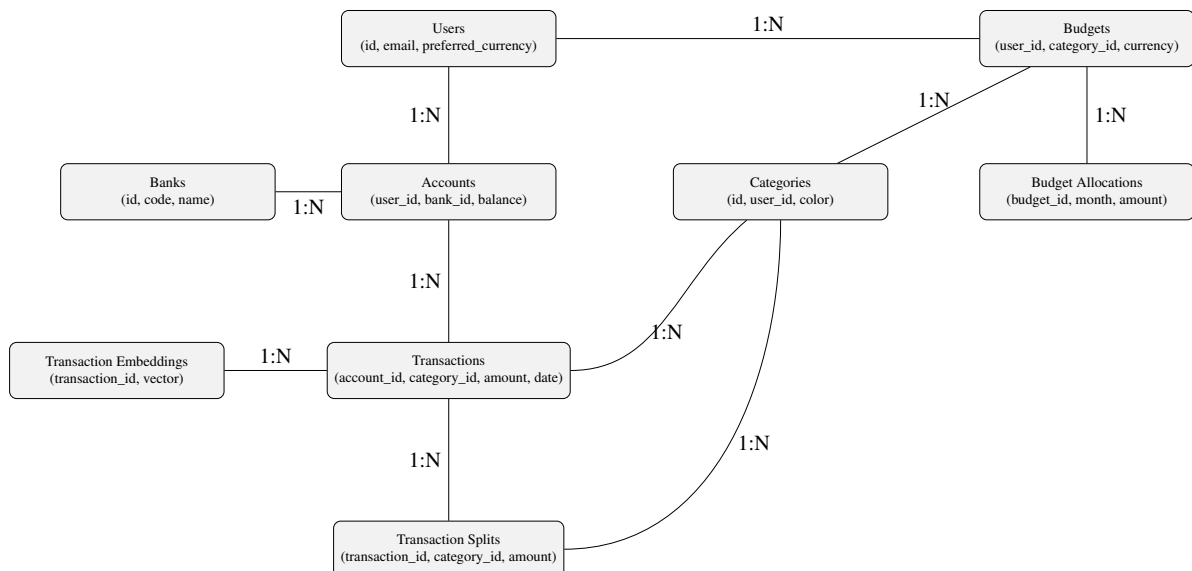 Users
(id, email, preferred_currency)
1:N
Budgets
(user_id, category_id, currency)
1:N
1:N
1:N
Banks
(id, code, name)
1:N
Accounts
(user_id, bank_id, balance)
Categories
(id, user_id, color)
Budget Allocations
(budget_id, month, amount)
1:N
1:N
Transaction Embeddings
(transaction_id, vector)
1:N
Transactions
(account_id, category_id, amount, date)
1:N
1:N
Transaction Splits
(transaction_id, category_id, amount)